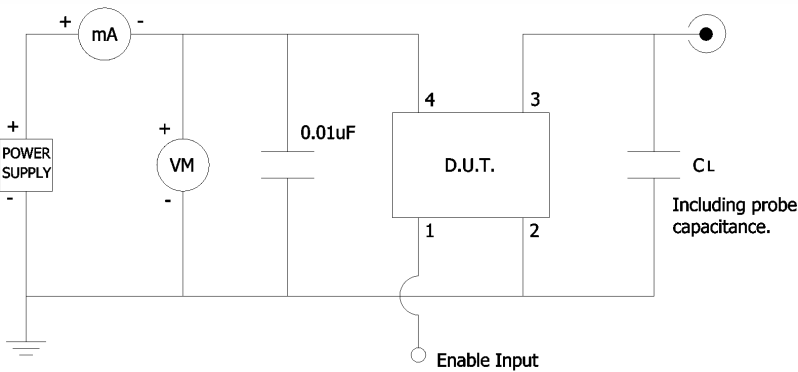 + mA -
4 3
+ +
0.01uF
POWER
SUPPLY
VM
D.U.T.
CL
- -
Including probe
capacitance.
1 2
Enable Input